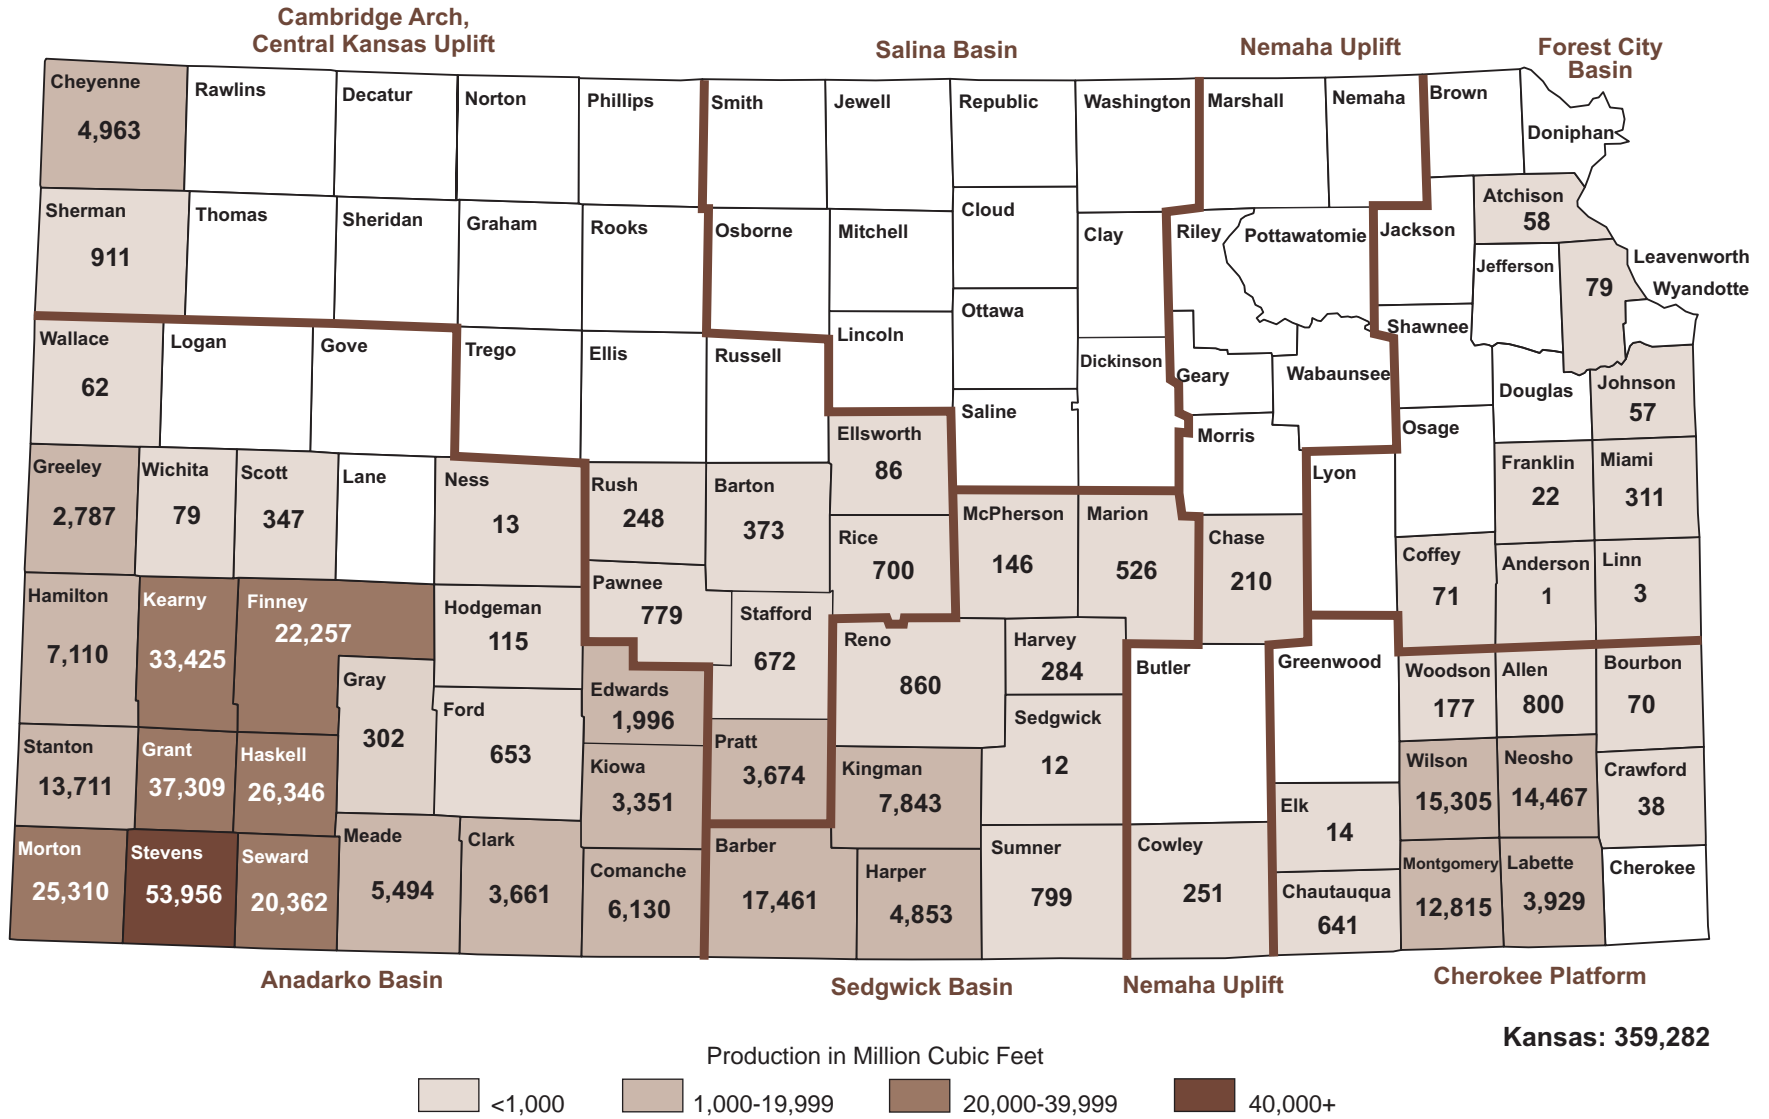 Cambridge Arch,
Central Kansas Uplift
Salina Basin
Nemaha Uplift
Forest City
Basin
Cheyenne
4,963
Rawlins
Decatur
Norton
Phillips
Smith
Jewell
Republic
Washington
Marshall
Nemaha
Brown
Doniphan
Sherman
911
Thomas
Sheridan
Graham
Rooks
Osborne
Mitchell
Cloud
Clay
Riley
Pottawatomie
Jackson
Atchison
58
Jefferson
Leavenworth
79
Wyandotte
Wallace
62
Logan
Gove
Trego
Ellis
Russell
Lincoln
Ottawa
Dickinson
Saline
Geary
Wabaunsee
Shawnee
Douglas
Johnson
57
Greeley
2,787
Wichita
79
Scott
347
Lane
Ness
13
Rush
248
Barton
373
Ellsworth
86
Rice
700
McPherson
146
Marion
526
Morris
Chase
210
Lyon
Osage
Franklin
22
Miami
311
Coffey
71
Anderson
1
Linn
3
Hamilton
7,110
Kearny
33,425
Finney
22,257
Hodgeman
115
Pawnee
779
Stafford
672
Reno
860
Harvey
284
Butler
Greenwood
Woodson
177
Allen
800
Bourbon
70
Gray
302
Ford
653
Edwards
1,996
Stanton
13,711
Grant
37,309
Haskell
26,346
Kiowa
3,351
Pratt
3,674
Kingman
7,843
Sedgwick
12
Elk
14
Wilson
15,305
Neosho
14,467
Crawford
38
Morton
25,310
Stevens
53,956
Seward
20,362
Meade
5,494
Clark
3,661
Comanche
6,130
Barber
17,461
Harper
4,853
Sumner
799
Cowley
251
Chautauqua
641
Montgomery
12,815
Labette
3,929
Cherokee
Anadarko Basin
Sedgwick Basin
Nemaha Uplift
Cherokee Platform
Kansas: 359,282
Production in Million Cubic Feet
<1,000
1,000-19,999
20,000-39,999
40,000+